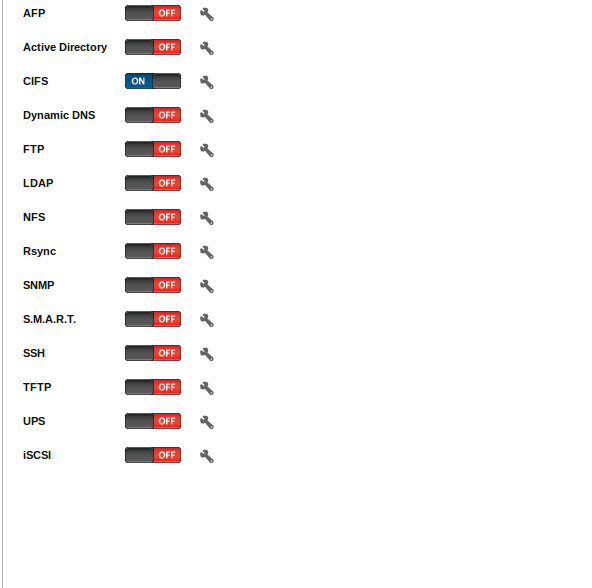 AFP OFF
Active Directory OFF
CIFS ON
Dynamic DNS OFF
FTP OFF
LDAP OFF
NFS OFF
Rsync OFF
SNMP OFF
S.M.A.R.T. OFF
SSH OFF
TFTP OFF
UPS OFF
iSCSI OFF